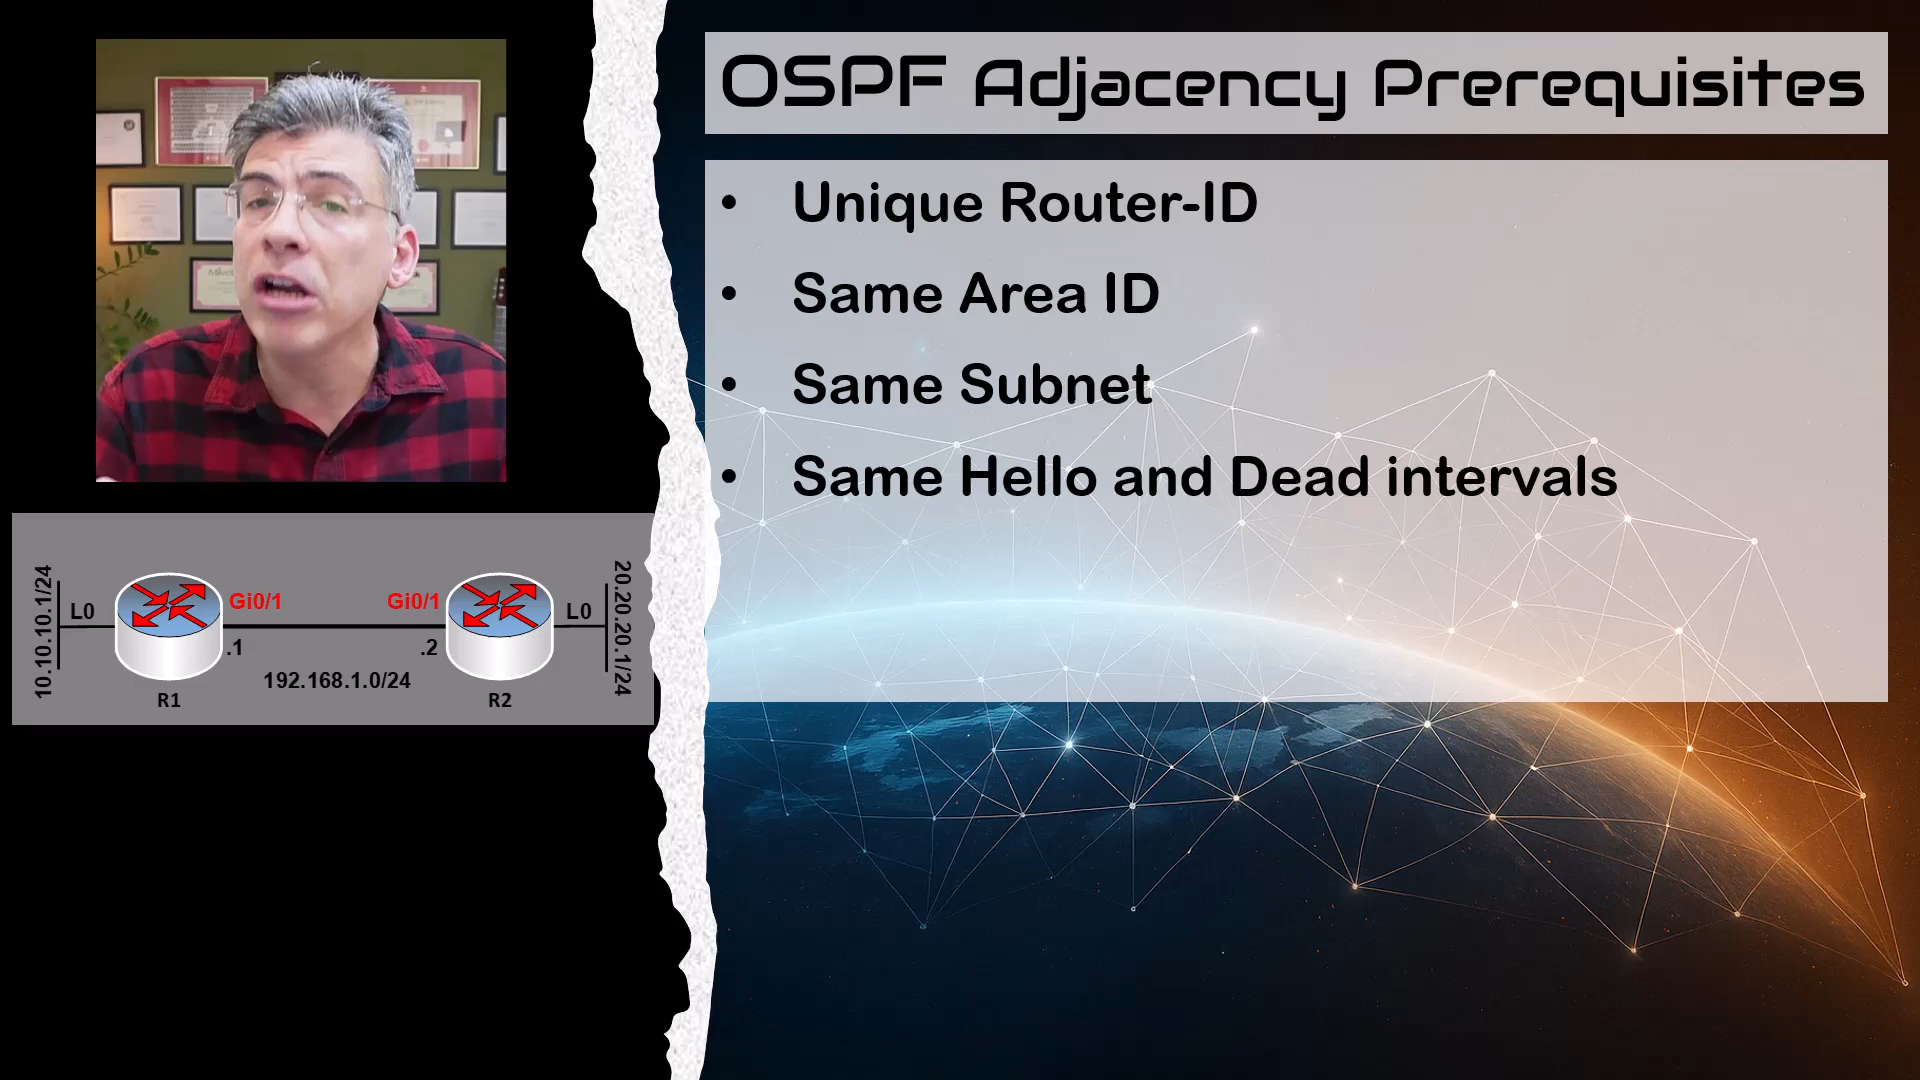 OSPF Adjacency Prerequisites
• Unique Router-ID
• Same Area ID
• Same Subnet
• Same Hello and Dead intervals
10.10.10.1/24
L0
Gi0/1
.1
R1
192.168.1.0/24
Gi0/1
.2
R2
L0
20.20.20.1/24